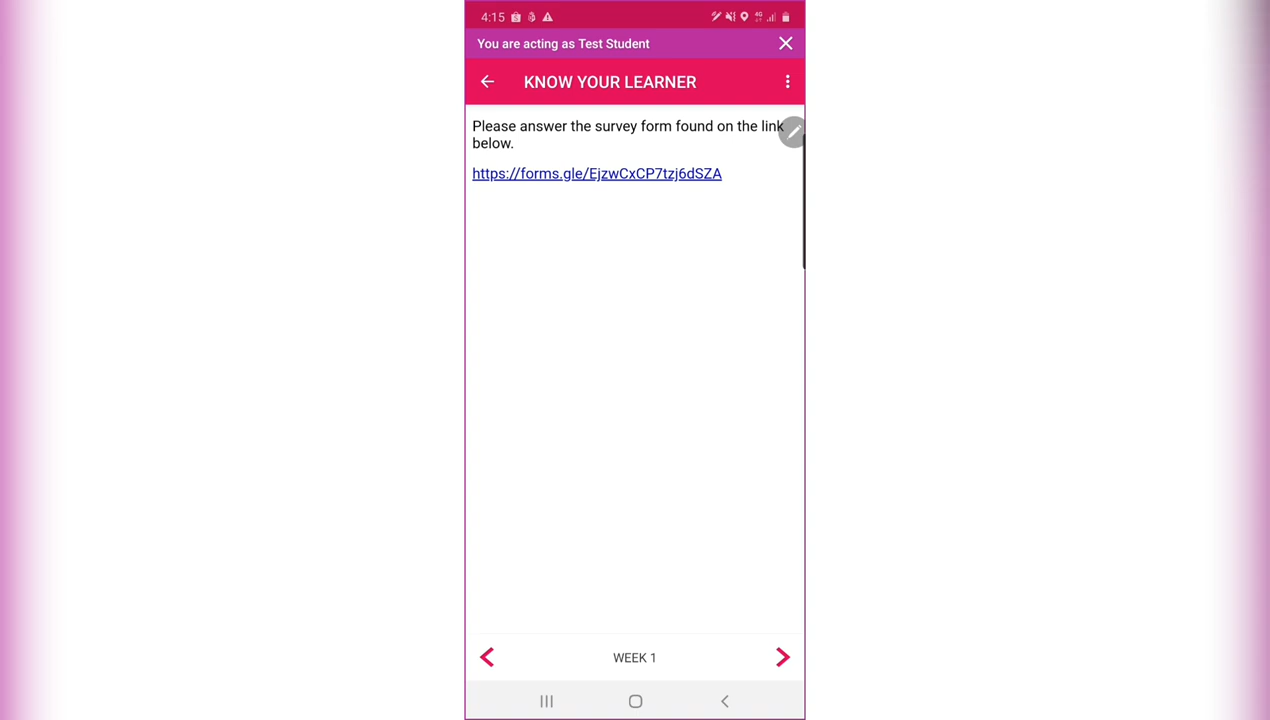 4:15
4G
You are acting as Test Student
KNOW YOUR LEARNER
Please answer the survey form found on the link
below.
https://forms.gle/EjzwCxCP7tzj6dSZA
WEEK 1